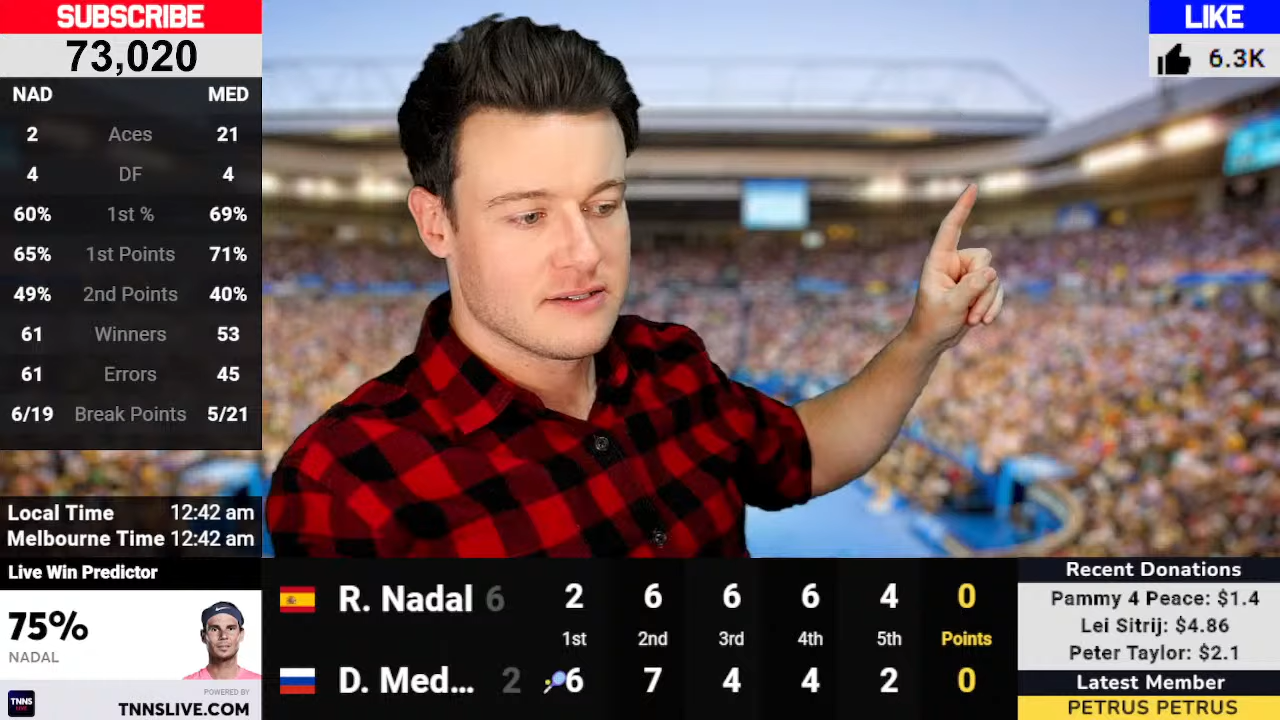 SUBSCRIBE
73,020
NAD MED
2 Aces 21
4 DF 4
60% 1st % 69%
65% 1st Points 71%
49% 2nd Points 40%
61 Winners 53
61 Errors 45
6/19 Break Points 5/21
Local Time 12:42 am
Melbourne Time 12:42 am
Live Win Predictor
75%
NADAL
TNNS
LIVE
POWERED BY
TNNSLIVE.COM
LIKE
6.3K
R. Nadal 6 2 6 6 6 4 0
1st 2nd 3rd 4th 5th Points
D. Med... 2 6 7 4 4 2 0
Recent Donations
Pammy 4 Peace: $1.4
Lei Sitrij: $4.86
Peter Taylor: $2.1
Latest Member
PETRUS PETRUS